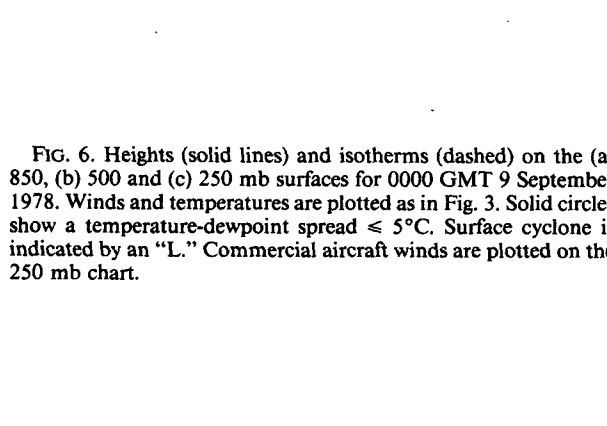 FIG. 6. Heights (solid lines) and isotherms (dashed) on the (a
850, (b) 500 and (c) 250 mb surfaces for 0000 GMT 9 Septembe
1978. Winds and temperatures are plotted as in Fig. 3. Solid circle
show a temperature-dewpoint spread ⩽ 5°C. Surface cyclone i
indicated by an “L.” Commercial aircraft winds are plotted on the
250 mb chart.